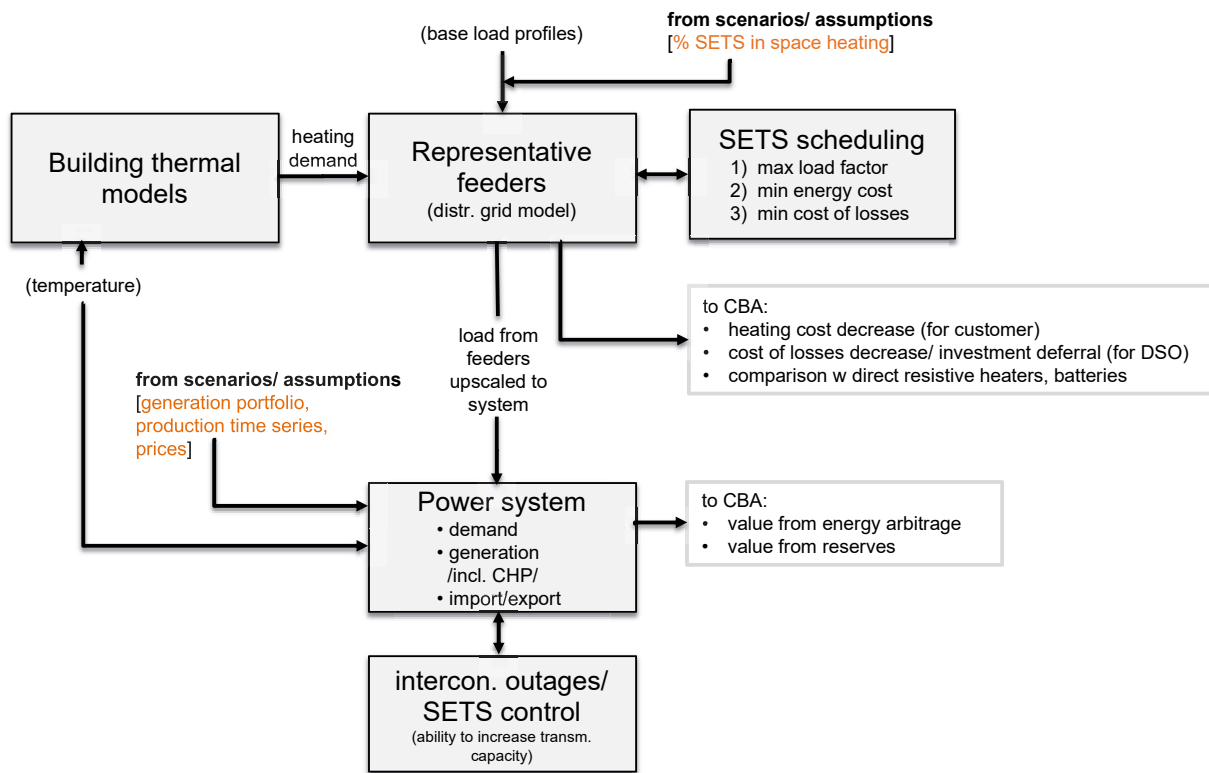 from scenarios/ assumptions
[% SETS in space heating]
(base load profiles)
Building thermal
models
heating
demand
Representative
feeders
(distr. grid model)
SETS scheduling
1) max load factor
2) min energy cost
3) min cost of losses
(temperature)
load from
feeders
upscaled to
system
to CBA:
• heating cost decrease (for customer)
• cost of losses decrease/ investment deferral (for DSO)
• comparison w direct resistive heaters, batteries
from scenarios/ assumptions
[generation portfolio,
production time series,
prices]
Power system
• demand
• generation
/incl. CHP/
• import/export
to CBA:
• value from energy arbitrage
• value from reserves
intercon. outages/
SETS control
(ability to increase transm.
capacity)